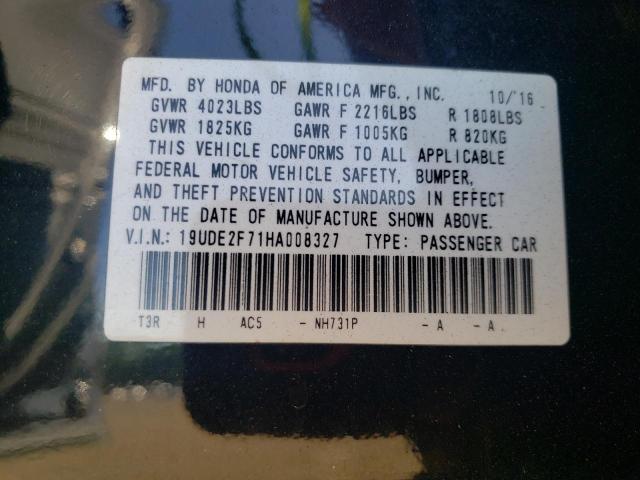 MFD. BY HONDA OF AMERICA MFG., INC. 10/'16
GVWR 4023LBS GAWR F 2216LBS R 1808LBS
GVWR 1825KG GAWR F 1005KG R 820KG
THIS VEHICLE CONFORMS TO ALL APPLICABLE
FEDERAL MOTOR VEHICLE SAFETY, BUMPER,
AND THEFT PREVENTION STANDARDS IN EFFECT
ON THE DATE OF MANUFACTURE SHOWN ABOVE.
V.I.N.: 19UDE2F71HA008327 TYPE: PASSENGER CAR
T3R H AC5 - NH731P - A - A.